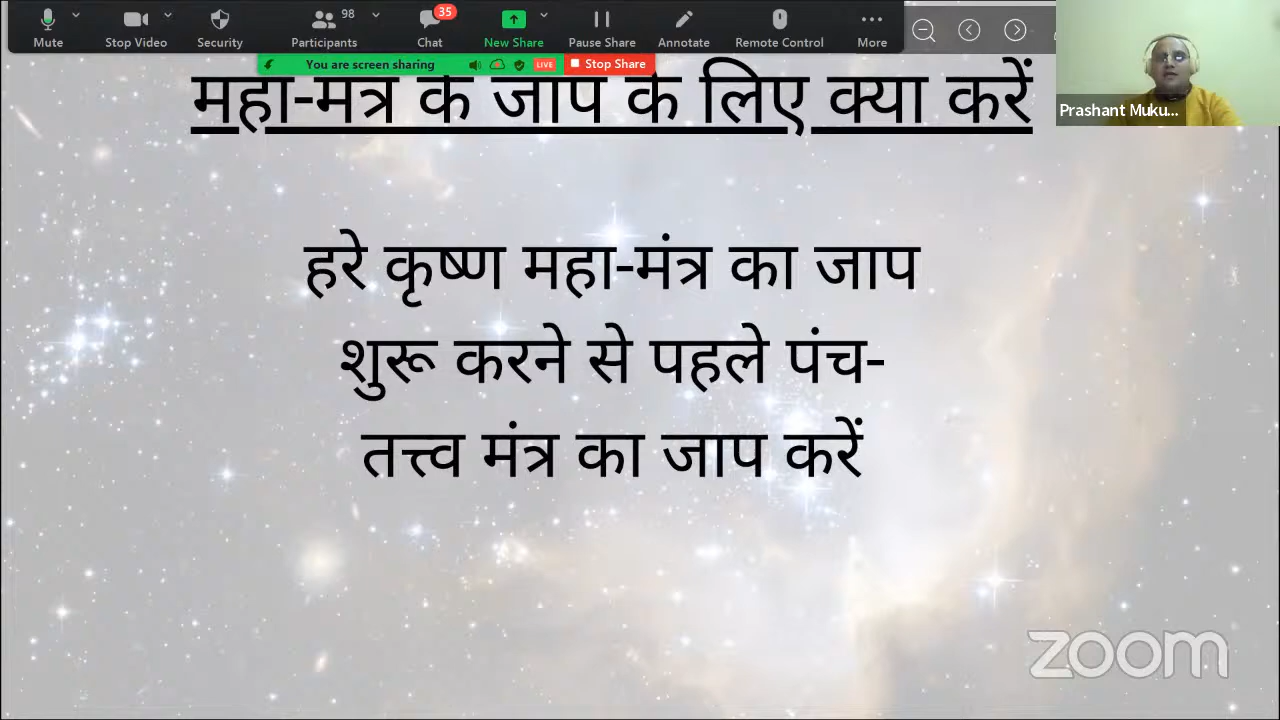 98
35
Mute
Stop Video
Security
Participants
Chat
New Share
Pause Share
Annotate
Remote Control
More
You are screen sharing
LIVE
Stop Share
Prashant Muku...
महा-मंत्र के जाप के लिए क्या करें
हरे कृष्ण महा-मंत्र का जाप
शुरू करने से पहले पंच-
तत्त्व मंत्र का जाप करें
zoom